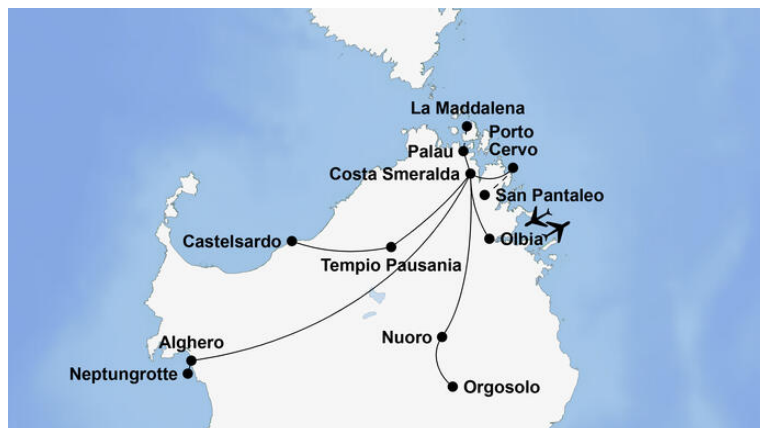 La Maddalena
Porto
Cervo
Palau
Costa Smeralda
San Pantaleo
Castelsardo
Olbia
Tempio Pausania
Nuoro
Alghero
Neptungrotte
Orgosolo